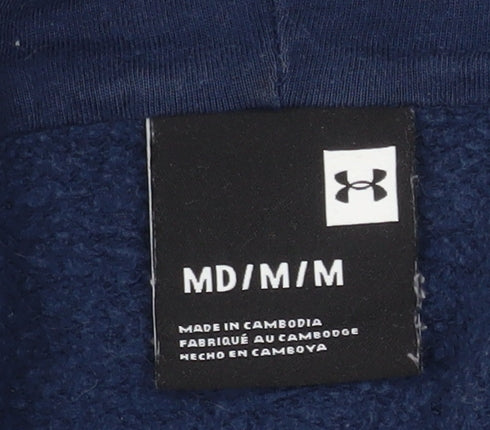 MD/M/M
MADE IN CAMBODIA
FABRIQUÉ AU CAMBODGE
HECHO EN CAMBOYA